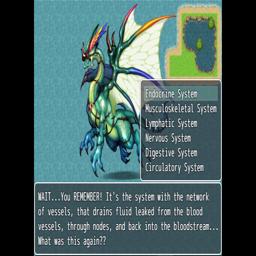 Endocrine System
Musculoskeletal System
Lymphatic System
Nervous System
Digestive System
Circulatory System
WAIT...You REMEMBER! It's the system with the network
of vessels, that drains fluid leaked from the blood
vessels, through nodes, and back into the bloodstream...
What was this again??